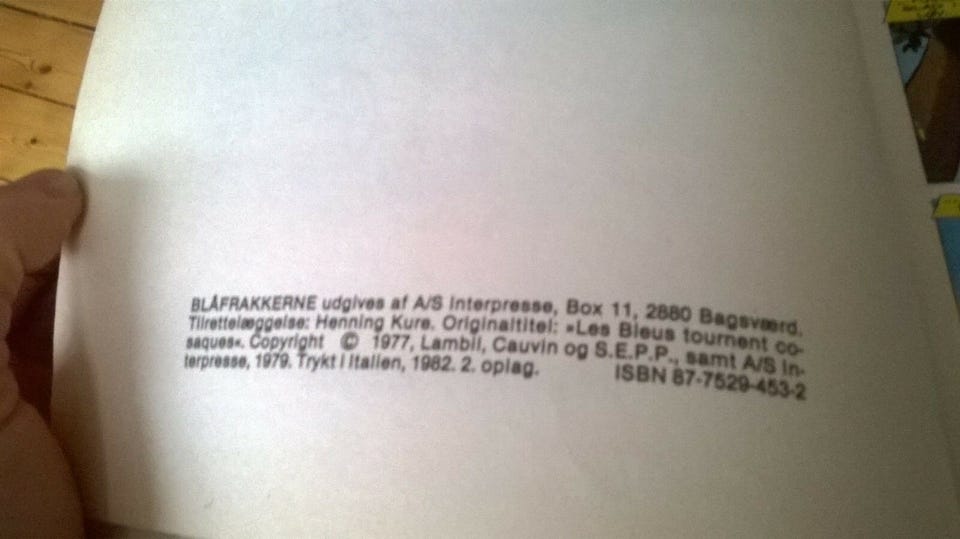 BLÅFRAKKERNE udgives af A/S Interpresse, Box 11, 2880 Bagsværd.
Tilrettelæggelse: Henning Kure. Originaltitel: »Les Bleus tournent co-
saques«. Copyright © 1977, Lambil, Cauvin og S.E.P.P., samt A/S In-
terpresse, 1979. Trykt i Italien, 1982. 2. oplag. ISBN 87-7529-453-2